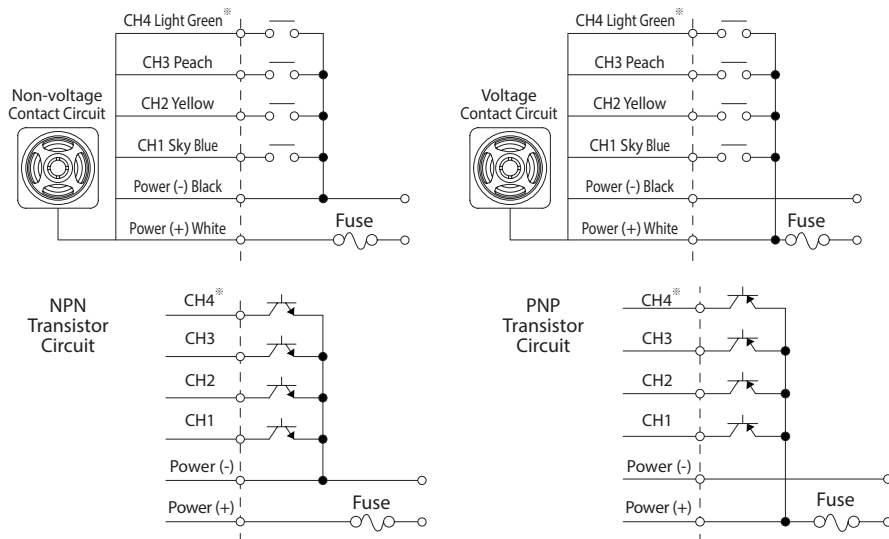 Non-voltage
Contact Circuit
CH4 Light Green※
CH3 Peach
CH2 Yellow
CH1 Sky Blue
Power (-) Black
Power (+) White
Fuse
Voltage
Contact Circuit
CH4 Light Green※
CH3 Peach
CH2 Yellow
CH1 Sky Blue
Power (-) Black
Power (+) White
Fuse
NPN
Transistor
Circuit
CH4※
CH3
CH2
CH1
Power (-)
Power (+)
Fuse
PNP
Transistor
Circuit
CH4※
CH3
CH2
CH1
Power (-)
Power (+)
Fuse